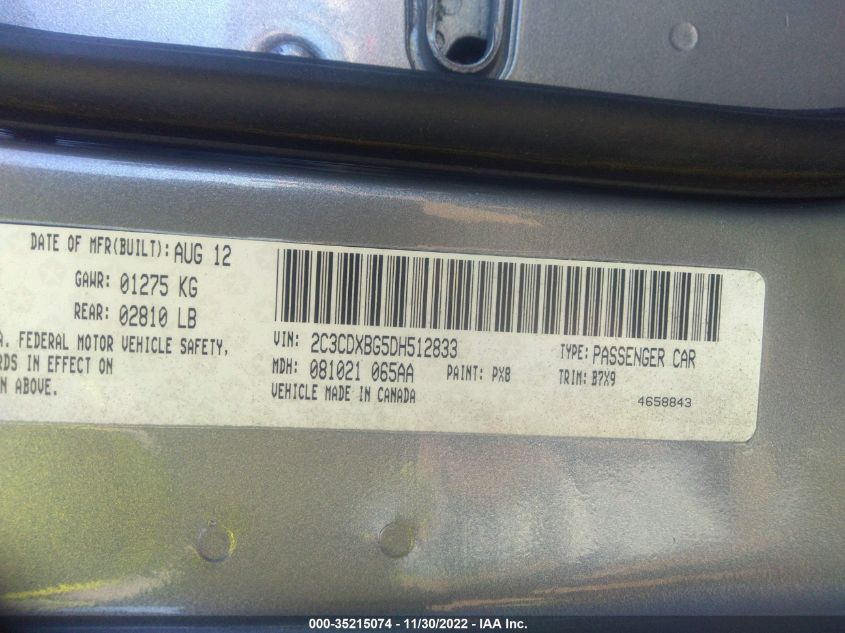 DATE OF MFR(BUILT): AUG 12
GAWR: 01275 KG
REAR: 02810 LB
A. FEDERAL MOTOR VEHICLE SAFETY,
RDS IN EFFECT ON
N ABOVE.
VIN: 2C3CDXBG5DH512833
TYPE: PASSENGER CAR
MDH: 081021 065AA
PAINT: PX8
TRIM: B7X9
VEHICLE MADE IN CANADA
4658843
000-35215074 - 11/30/2022 - IAA Inc.